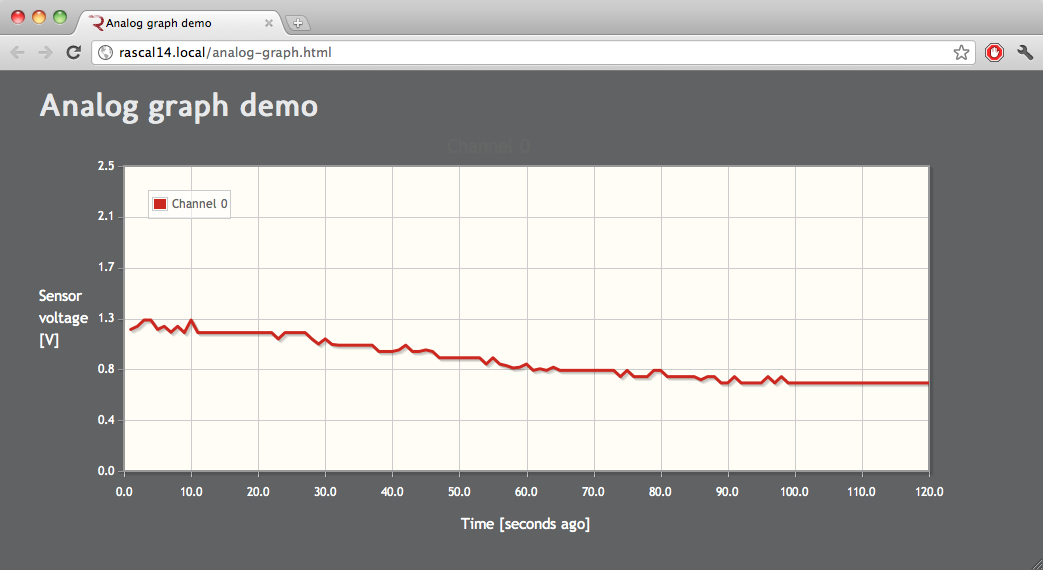 Analog graph demo
rascal14.local/analog-graph.html
Analog graph demo
Channel 0
2.5
Channel 0
2.1
1.7
Sensor
voltage
[V]
1.3
0.8
0.4
0.0
0.0 10.0 20.0 30.0 40.0 50.0 60.0 70.0 80.0 90.0 100.0 110.0 120.0
Time [seconds ago]